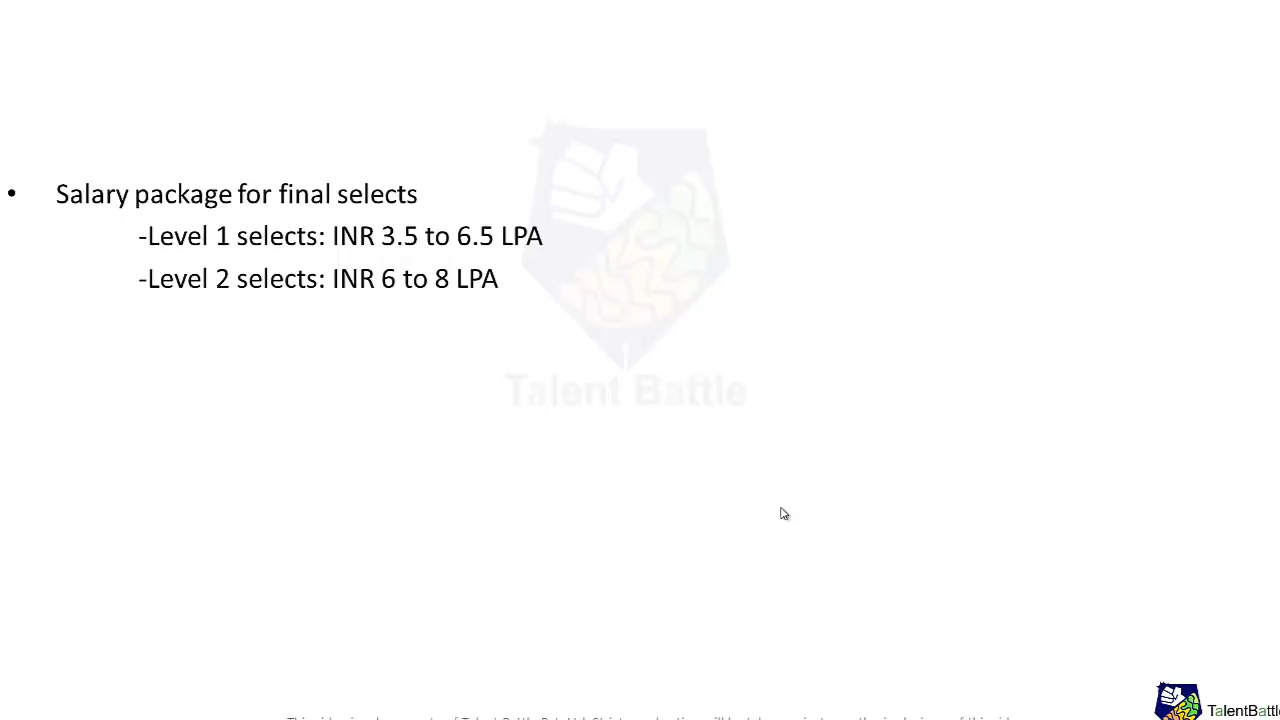 • Salary package for final selects
-Level 1 selects: INR 3.5 to 6.5 LPA
-Level 2 selects: INR 6 to 8 LPA
Talent Battle
TalentBattle